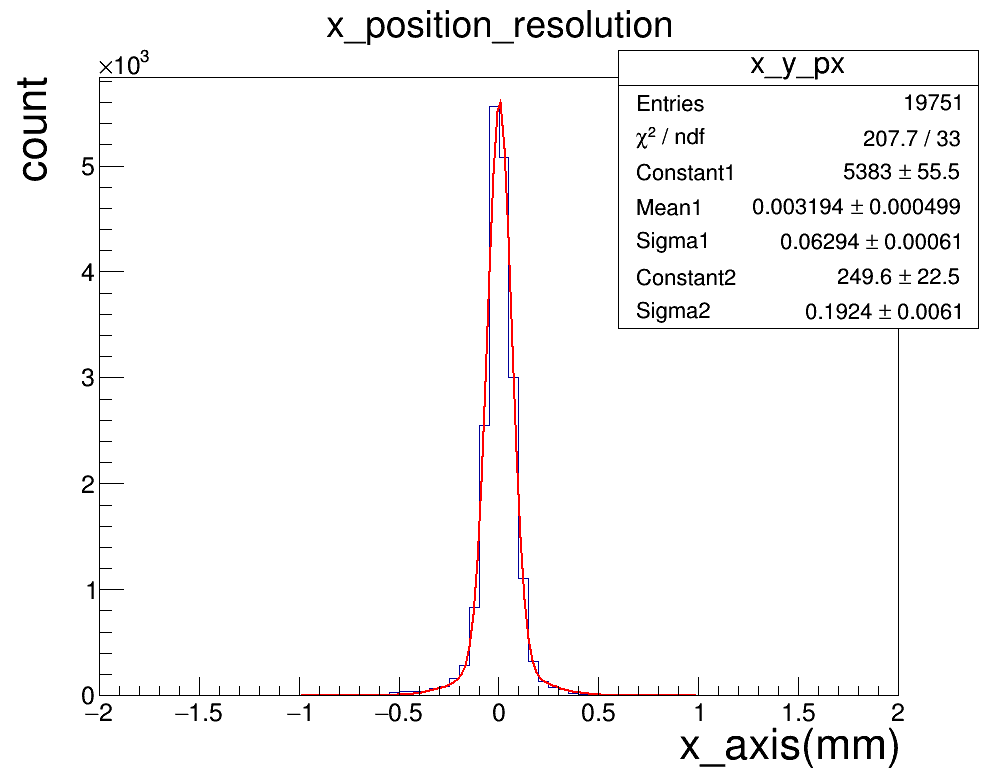 x_position_resolution
×10³
count
x_y_px
Entries 19751
χ² / ndf 207.7 / 33
Constant1 5383 ± 55.5
Mean1 0.003194 ± 0.000499
Sigma1 0.06294 ± 0.00061
Constant2 249.6 ± 22.5
Sigma2 0.1924 ± 0.0061
5
4
3
2
1
0
−2 −1.5 −1 −0.5 0 0.5 1 1.5 2
x_axis(mm)